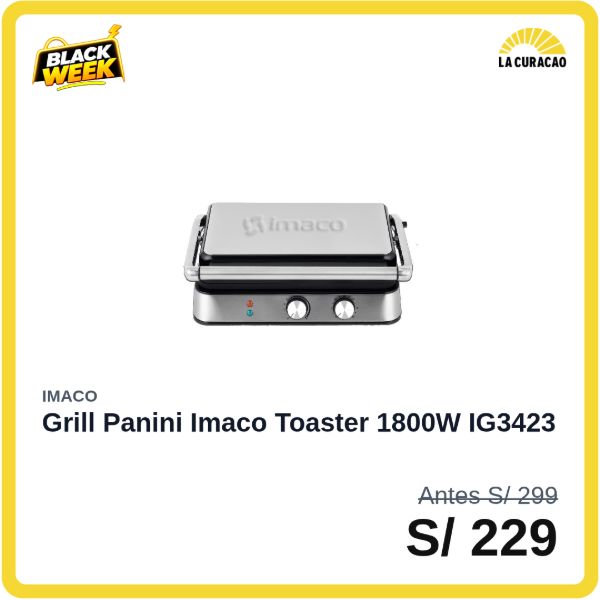 BLACK
WEEK
LA CURACAO
imaco
IMACO
Grill Panini Imaco Toaster 1800W IG3423
Antes S/ 299
S/ 229